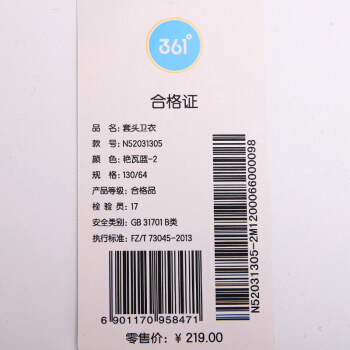 361°
合格证
品 名: 套头卫衣
款 号: N52031305
颜 色: 艳瓦蓝-2
规 格: 130/64
产品等级: 合格品
检 验 员: 17
安全类别: GB 31701 B类
执行标准: FZ/T 73045-2013
6 901170 958471
零售价: ¥ 219.00
N52031305-2M1200066000098